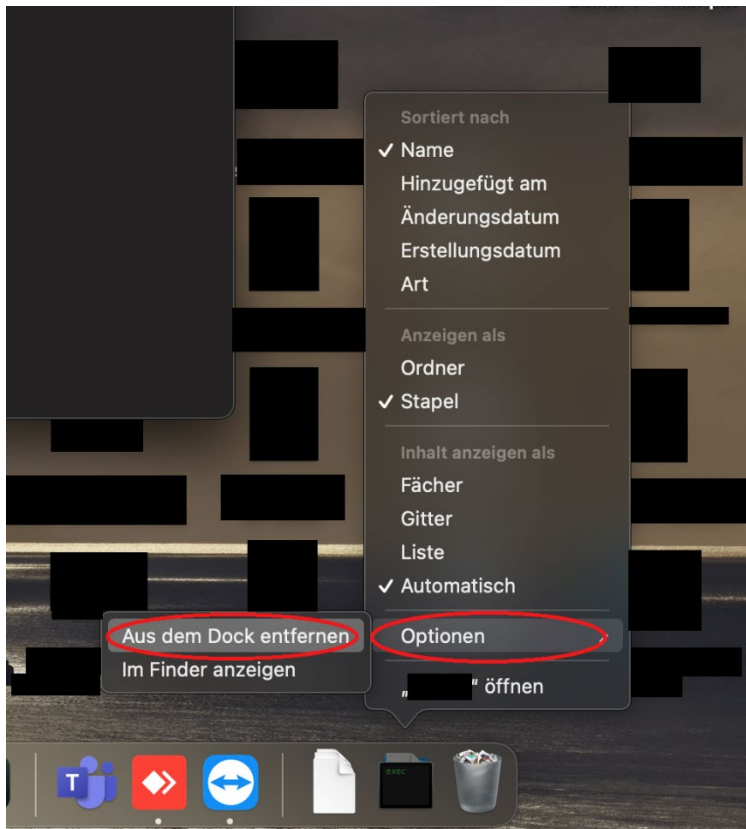 Sortiert nach
✓ Name
Hinzugefügt am
Änderungsdatum
Erstellungsdatum
Art
Anzeigen als
Ordner
✓ Stapel
Inhalt anzeigen als
Fächer
Gitter
Liste
✓ Automatisch
Optionen
Aus dem Dock entfernen
Im Finder anzeigen
„ " öffnen
T
exec